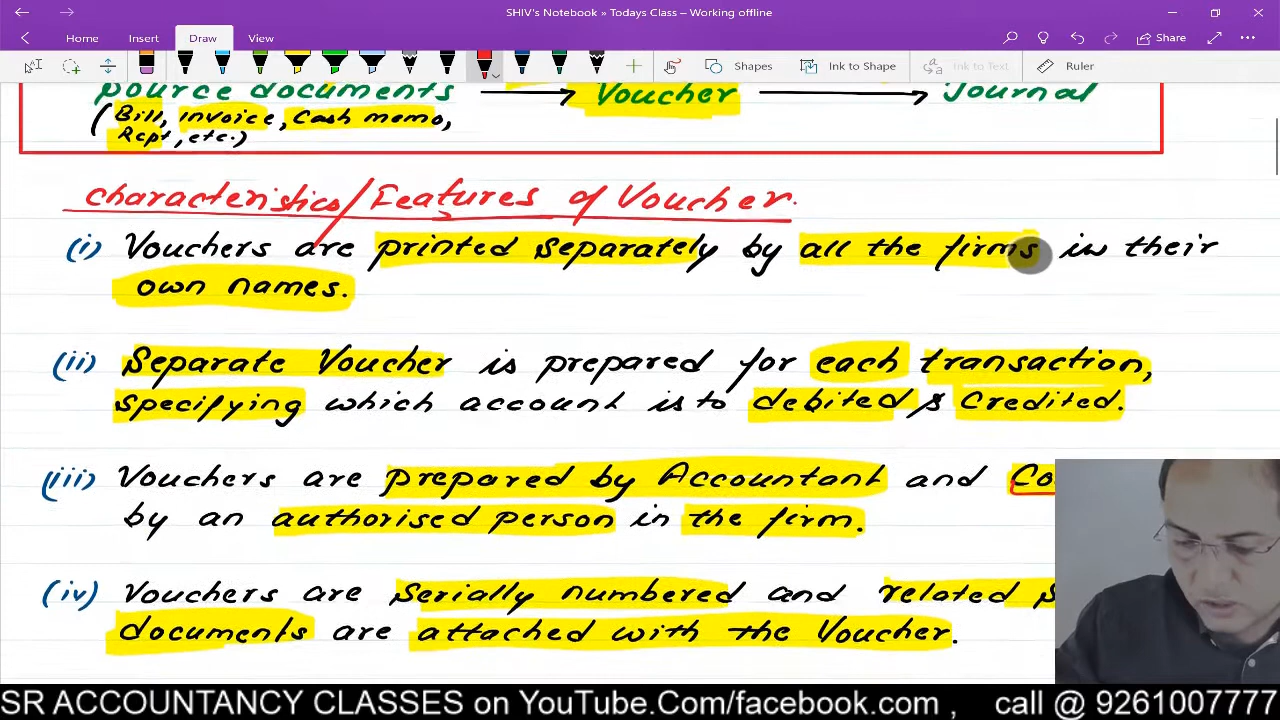 SHIV's Notebook » Todays Class – Working offline
Home Insert Draw View Share
Shapes Ink to Shape Ink to Text Ruler
source documents Voucher Journal
(Bill, invoice, Cash memo,
Rcpt, etc.)
characteristics/Features of Voucher.
(i) Vouchers are printed separately by all the firms in their
own names.
(ii) Separate Voucher is prepared for each transaction,
specifying which account is to debited & Credited.
(iii) Vouchers are prepared by Accountant and
by an authorised person in the firm.
(iv) Vouchers are Serially numbered and related
documents are attached with the Voucher.
SR ACCOUNTANCY CLASSES on YouTube.Com/facebook.com , call @ 9261007777